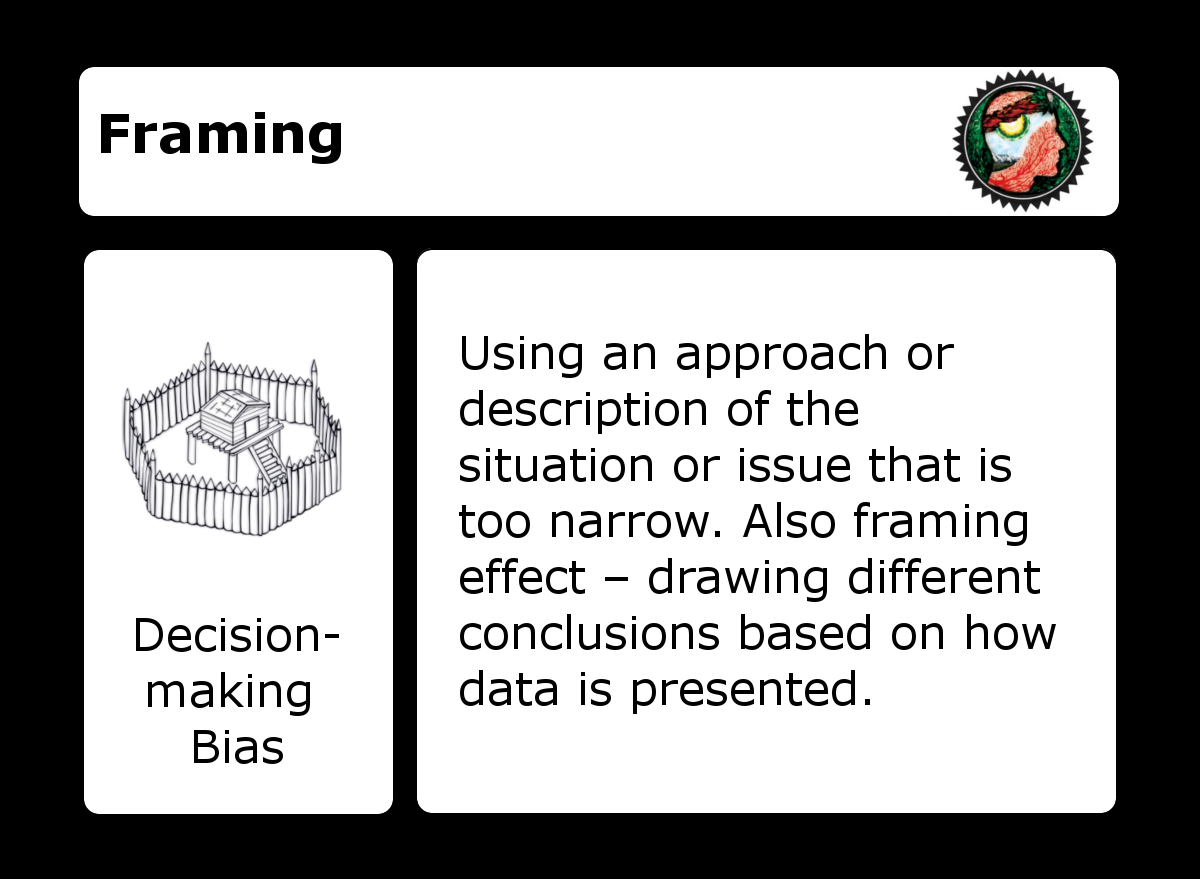 Framing
Decision-
making
Bias
Using an approach or
description of the
situation or issue that is
too narrow. Also framing
effect – drawing different
conclusions based on how
data is presented.